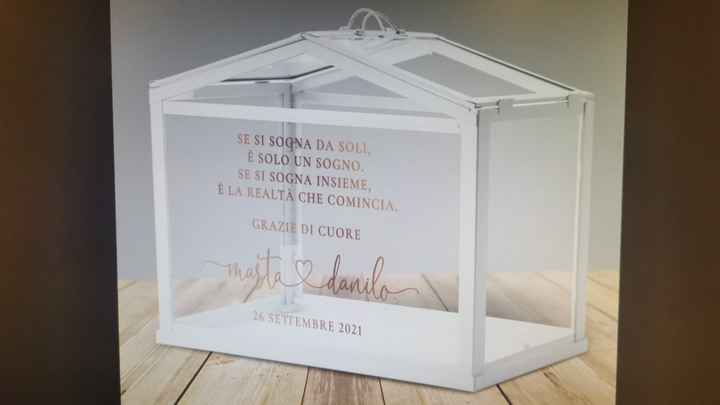 SE SI SOGNA DA SOLI,
È SOLO UN SOGNO.
SE SI SOGNA INSIEME,
È LA REALTÀ CHE COMINCIA.
GRAZIE DI CUORE
marta ♡ danilo
26 SETTEMBRE 2021